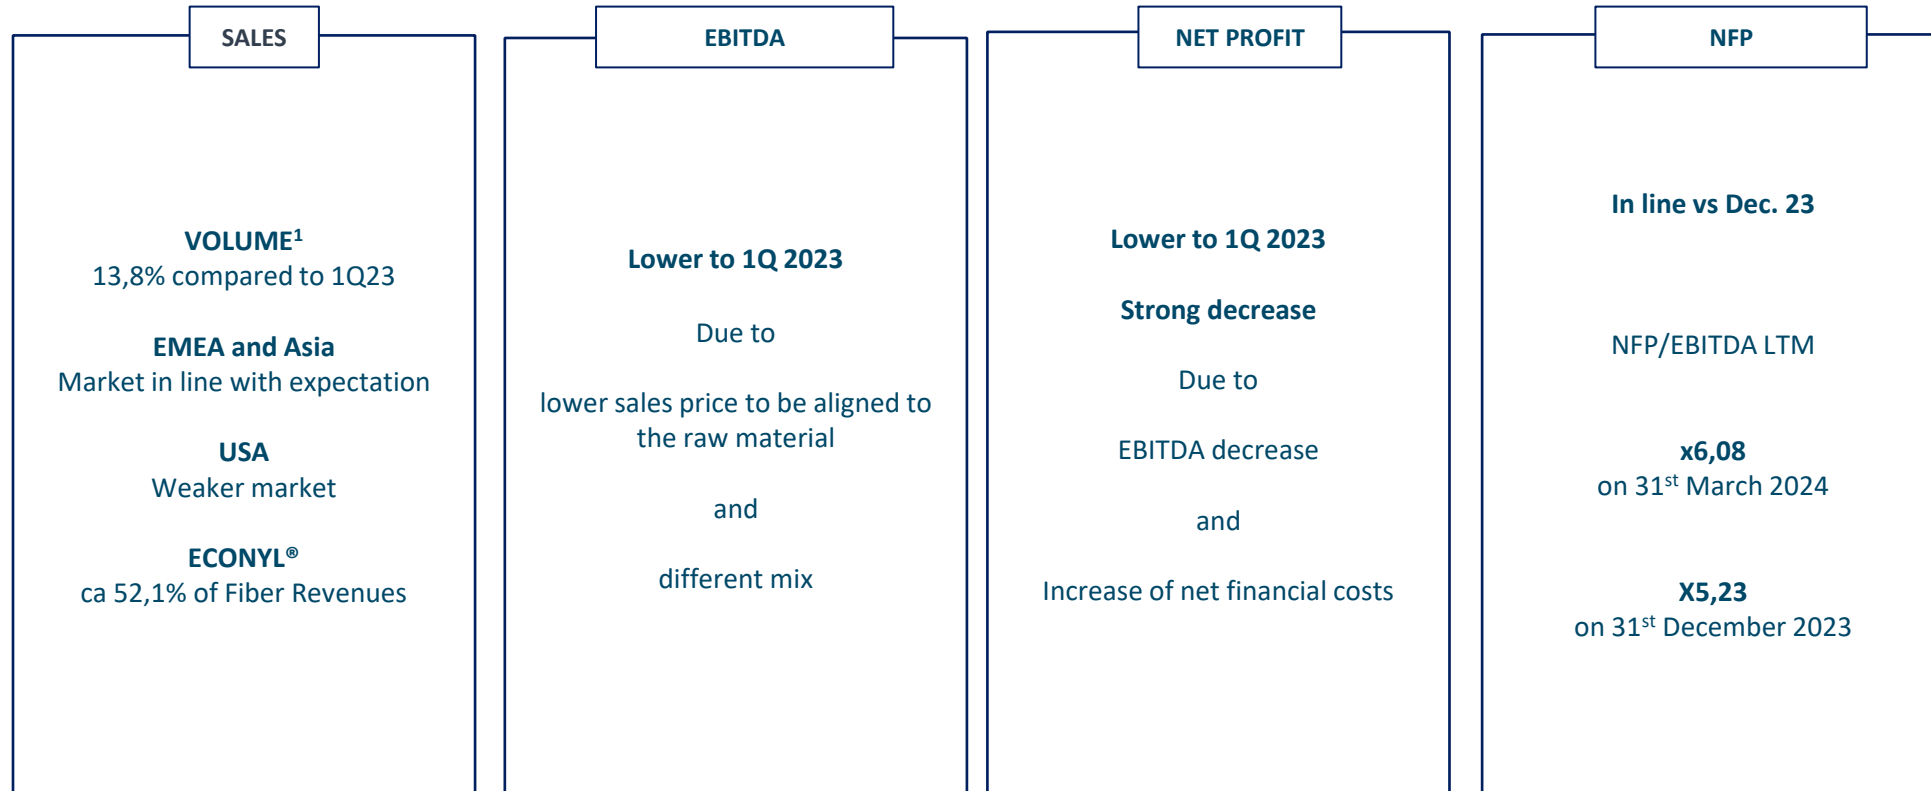 SALES
VOLUME¹
13,8% compared to 1Q23
EMEA and Asia
Market in line with expectation
USA
Weaker market
ECONYL®
ca 52,1% of Fiber Revenues
EBITDA
Lower to 1Q 2023
Due to
lower sales price to be aligned to
the raw material
and
different mix
NET PROFIT
Lower to 1Q 2023
Strong decrease
Due to
EBITDA decrease
and
Increase of net financial costs
NFP
In line vs Dec. 23
NFP/EBITDA LTM
x6,08
on 31st March 2024
X5,23
on 31st December 2023